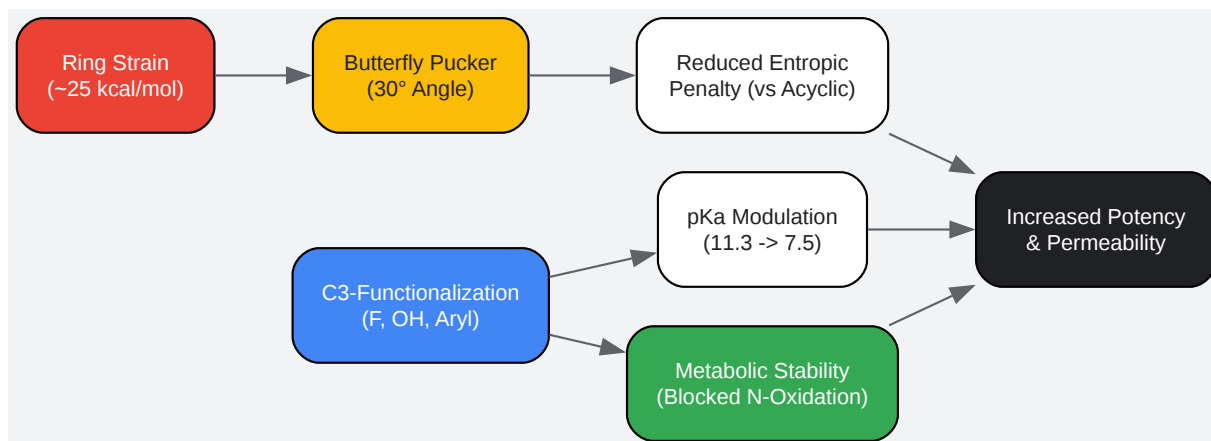 Ring Strain
(~25 kcal/mol)
Butterfly Pucker
(30° Angle)
Reduced Entropic
Penalty (vs Acyclic)
pKa Modulation
(11.3 -> 7.5)
Increased Potency
& Permeability
C3-Functionalization
(F, OH, Aryl)
Metabolic Stability
(Blocked N-Oxidation)